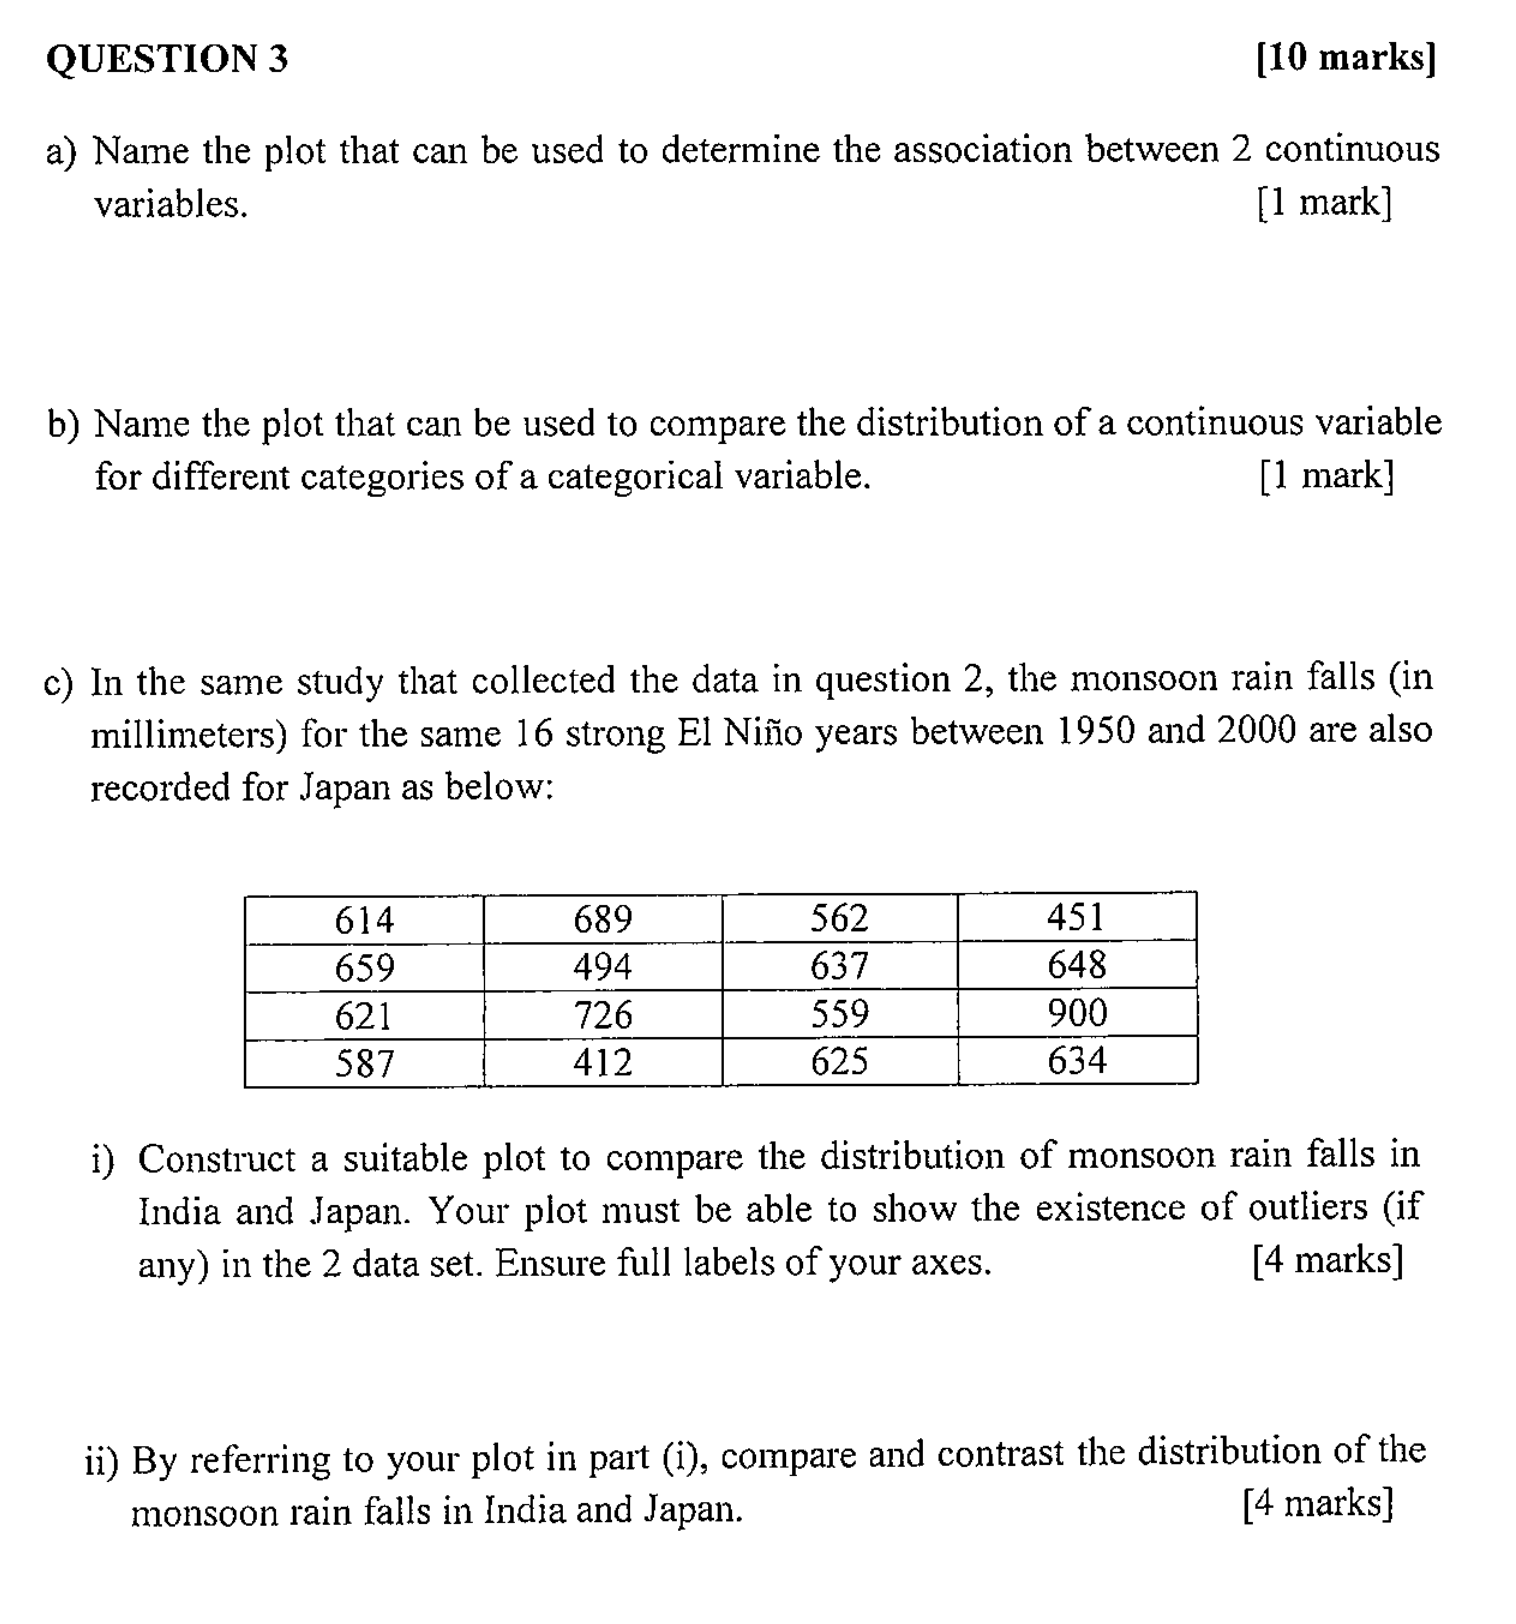 QUESTION 3 [10 marks]
a) Name the plot that can be used to determine the association between 2 continuous
variables. [1 mark]
b) Name the plot that can be used to compare the distribution of a continuous variable
for different categories of a categorical variable. [1 mark]
c) In the same study that collected the data in question 2, the monsoon rain falls (in
millimeters) for the same 16 strong El Niño years between 1950 and 2000 are also
recorded for Japan as below:
614 689 562 451
659 494 637 648
621 726 559 900
587 412 625 634
i) Construct a suitable plot to compare the distribution of monsoon rain falls in
India and Japan. Your plot must be able to show the existence of outliers (if
any) in the 2 data set. Ensure full labels of your axes. [4 marks]
ii) By referring to your plot in part (i), compare and contrast the distribution of the
monsoon rain falls in India and Japan. [4 marks]